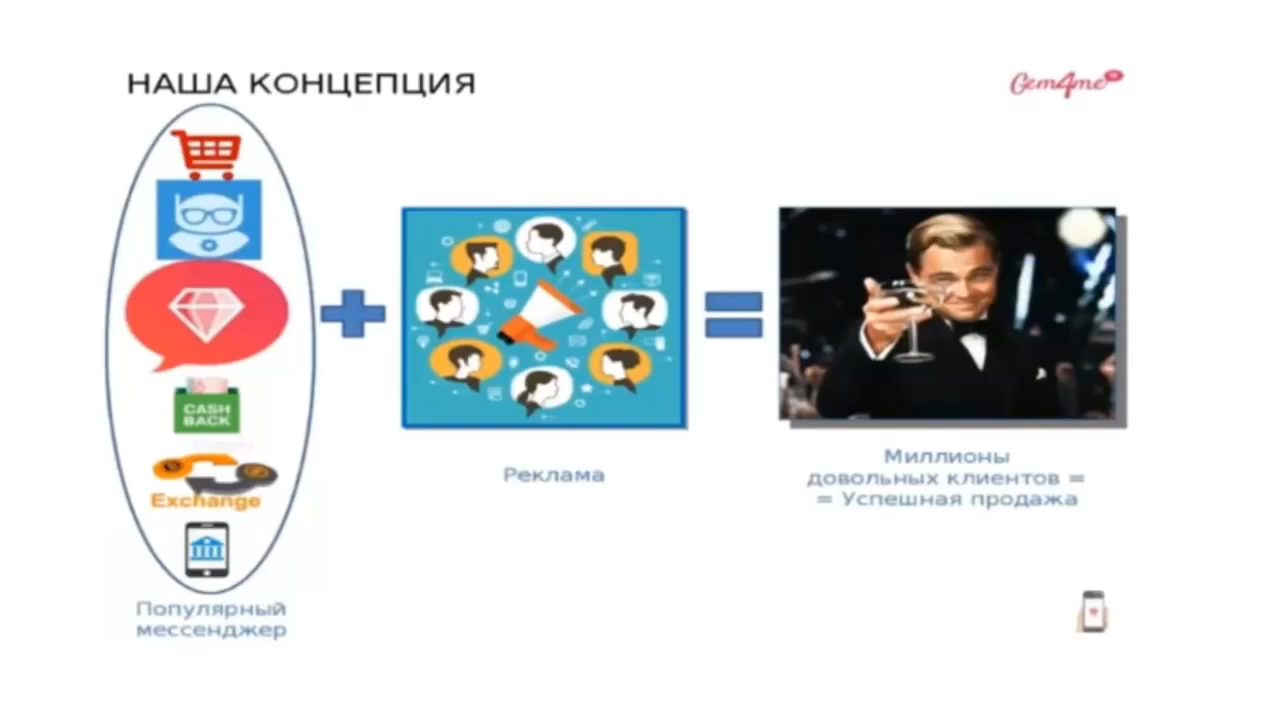 НАША КОНЦЕПЦИЯ
Gem4me
CASH
BACK
Exchange
Популярный
мессенджер
Реклама
Миллионы
довольных клиентов =
= Успешная продажа